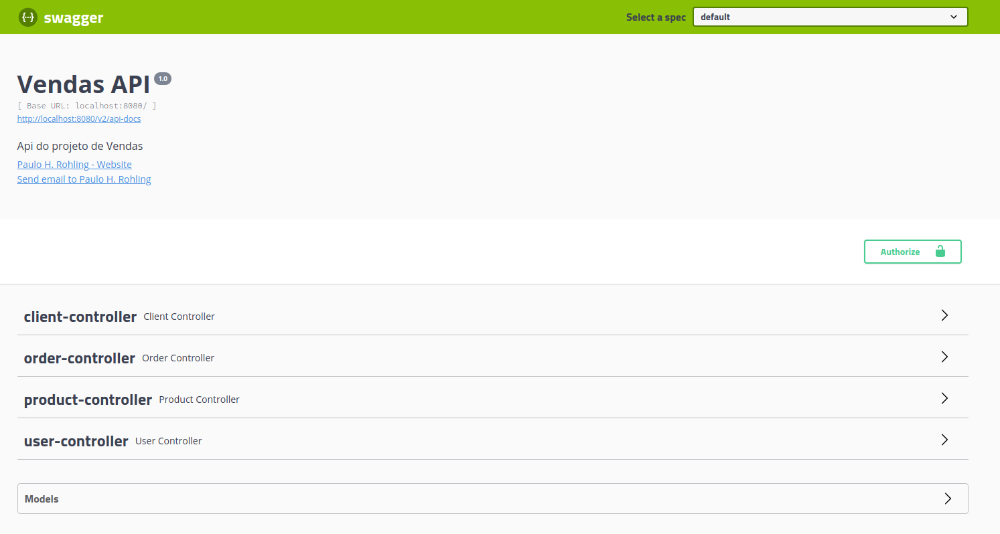 swagger
Select a spec default
Vendas API 1.0
[ Base URL: localhost:8080/ ]
http://localhost:8080/v2/api-docs
Api do projeto de Vendas
Paulo H. Rohling - Website
Send email to Paulo H. Rohling
Authorize
client-controller Client Controller
order-controller Order Controller
product-controller Product Controller
user-controller User Controller
Models